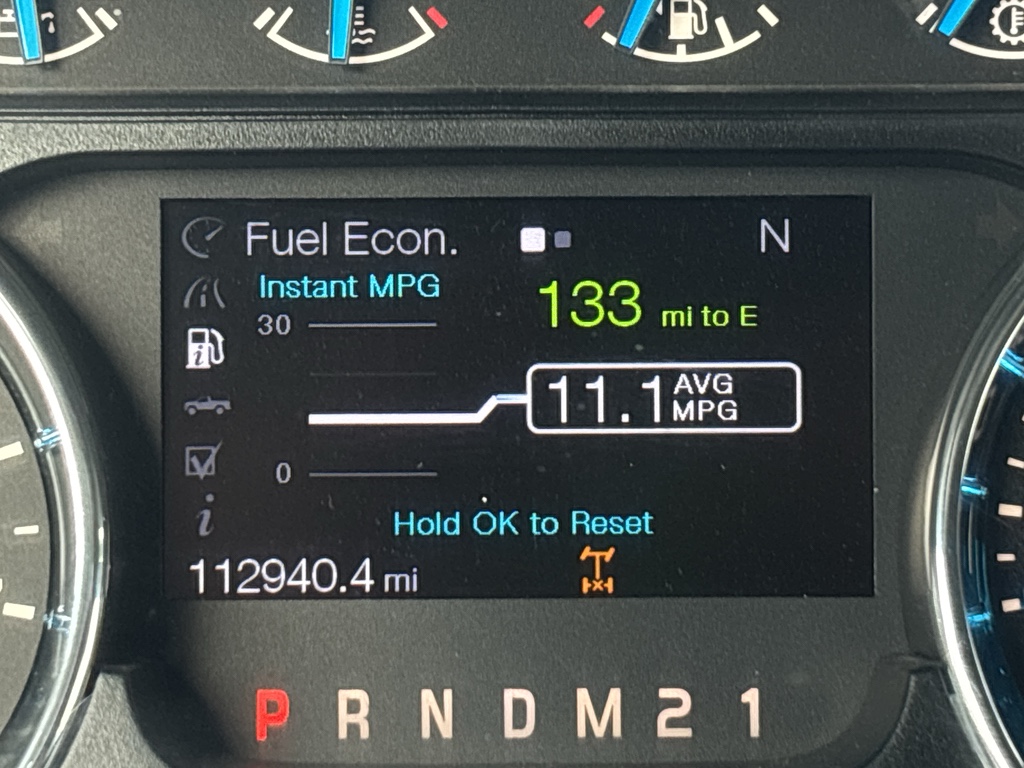 Fuel Econ. N
Instant MPG
133 mi to E
30
11.1 AVG MPG
0
Hold OK to Reset
112940.4 mi
P R N D M 2 1